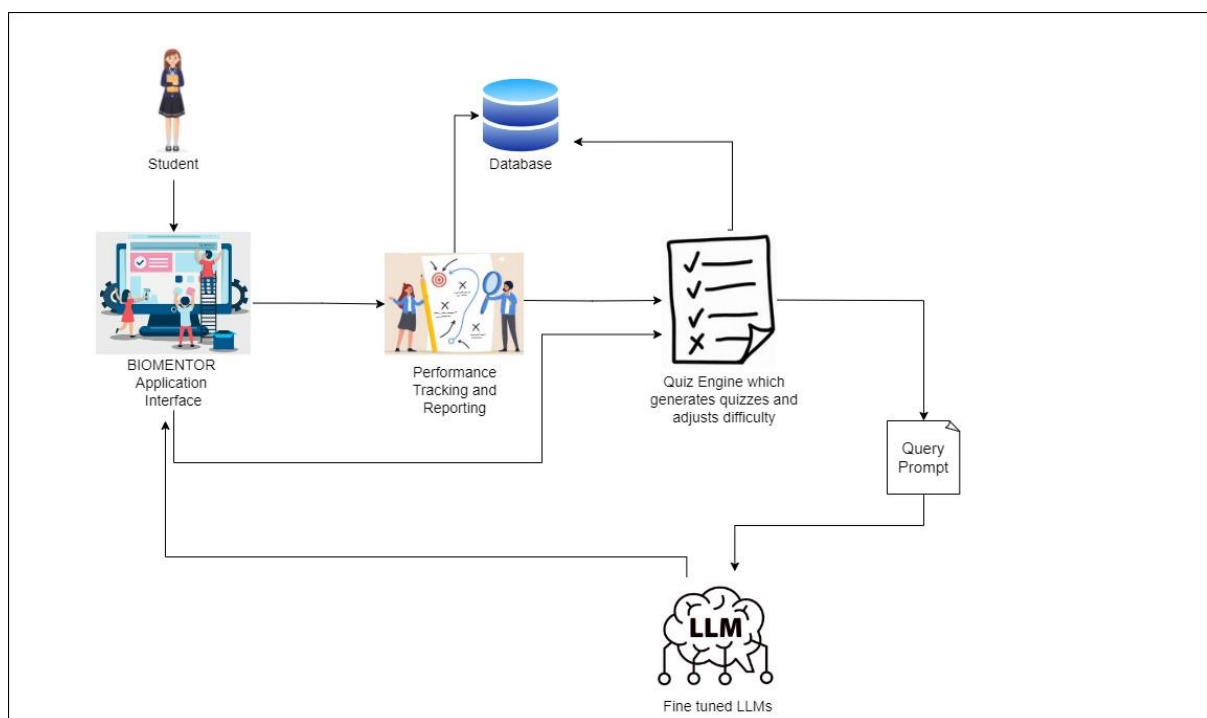 Student
Database
BIOMENTOR
Application
Interface
Performance
Tracking and
Reporting
Quiz Engine which
generates quizzes and
adjusts difficulty
Query
Prompt
LLM
Fine tuned LLMs